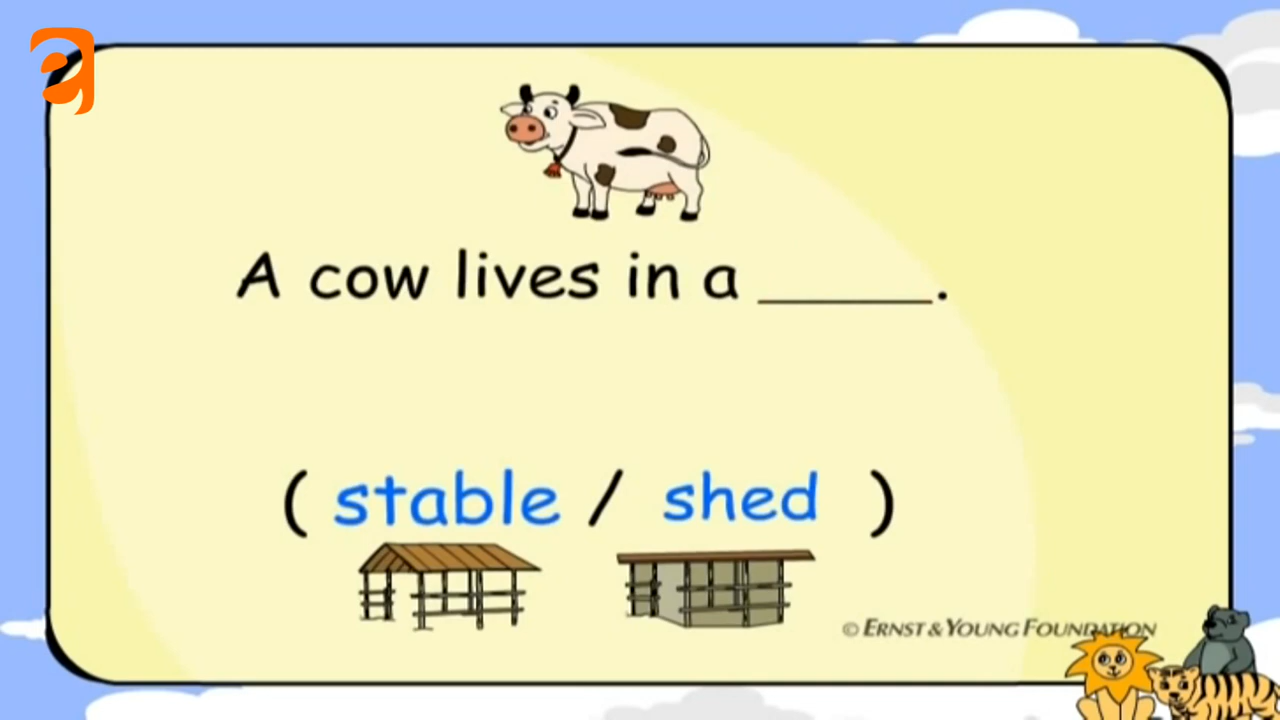 A cow lives in a _____.
( stable / shed )
© ERNST & YOUNG FOUNDATION